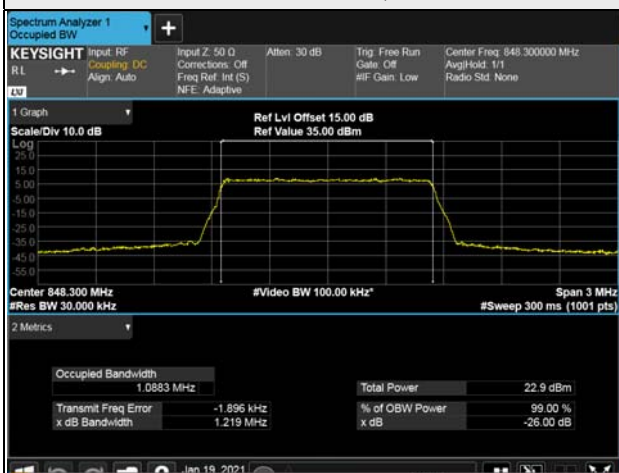 Spectrum Analyzer 1
Occupied BW
+
KEYSIGHT Input: RF Input Z: 50 Ω Atten: 30 dB Trig: Free Run Center Freq: 848.300000 MHz
RL Coupling: DC Corrections: Off Gate: Off Avg|Hold: 1/1
Align: Auto Freq Ref: Int (S) #IF Gain: Low Radio Std: None
NFE: Adaptive
LXI
1 Graph Ref Lvl Offset 15.00 dB
Scale/Div 10.0 dB Ref Value 35.00 dBm
Log
25.0
15.0
5.00
-5.00
-15.0
-25.0
-35.0
-45.0
-55.0
Center 848.300 MHz #Video BW 100.00 kHz* Span 3 MHz
#Res BW 30.000 kHz #Sweep 300 ms (1001 pts)
2 Metrics
Occupied Bandwidth
1.0883 MHz Total Power 22.9 dBm
Transmit Freq Error -1.896 kHz % of OBW Power 99.00 %
x dB Bandwidth 1.219 MHz x dB -26.00 dB
Jan 19, 2021